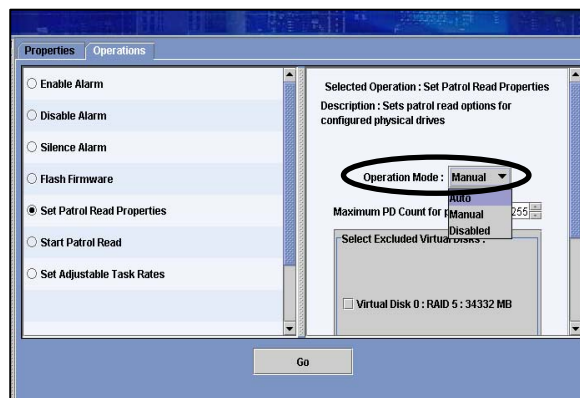 Properties
Operations
Enable Alarm
Disable Alarm
Silence Alarm
Flash Firmware
Set Patrol Read Properties
Start Patrol Read
Set Adjustable Task Rates
Selected Operation : Set Patrol Read Properties
Description : Sets patrol read options for
configured physical drives
Operation Mode : Manual
Auto
Manual
Disabled
Maximum PD Count for 255
Select Excluded Virtual Disks :
Virtual Disk 0 : RAID 5 : 34332 MB
Go